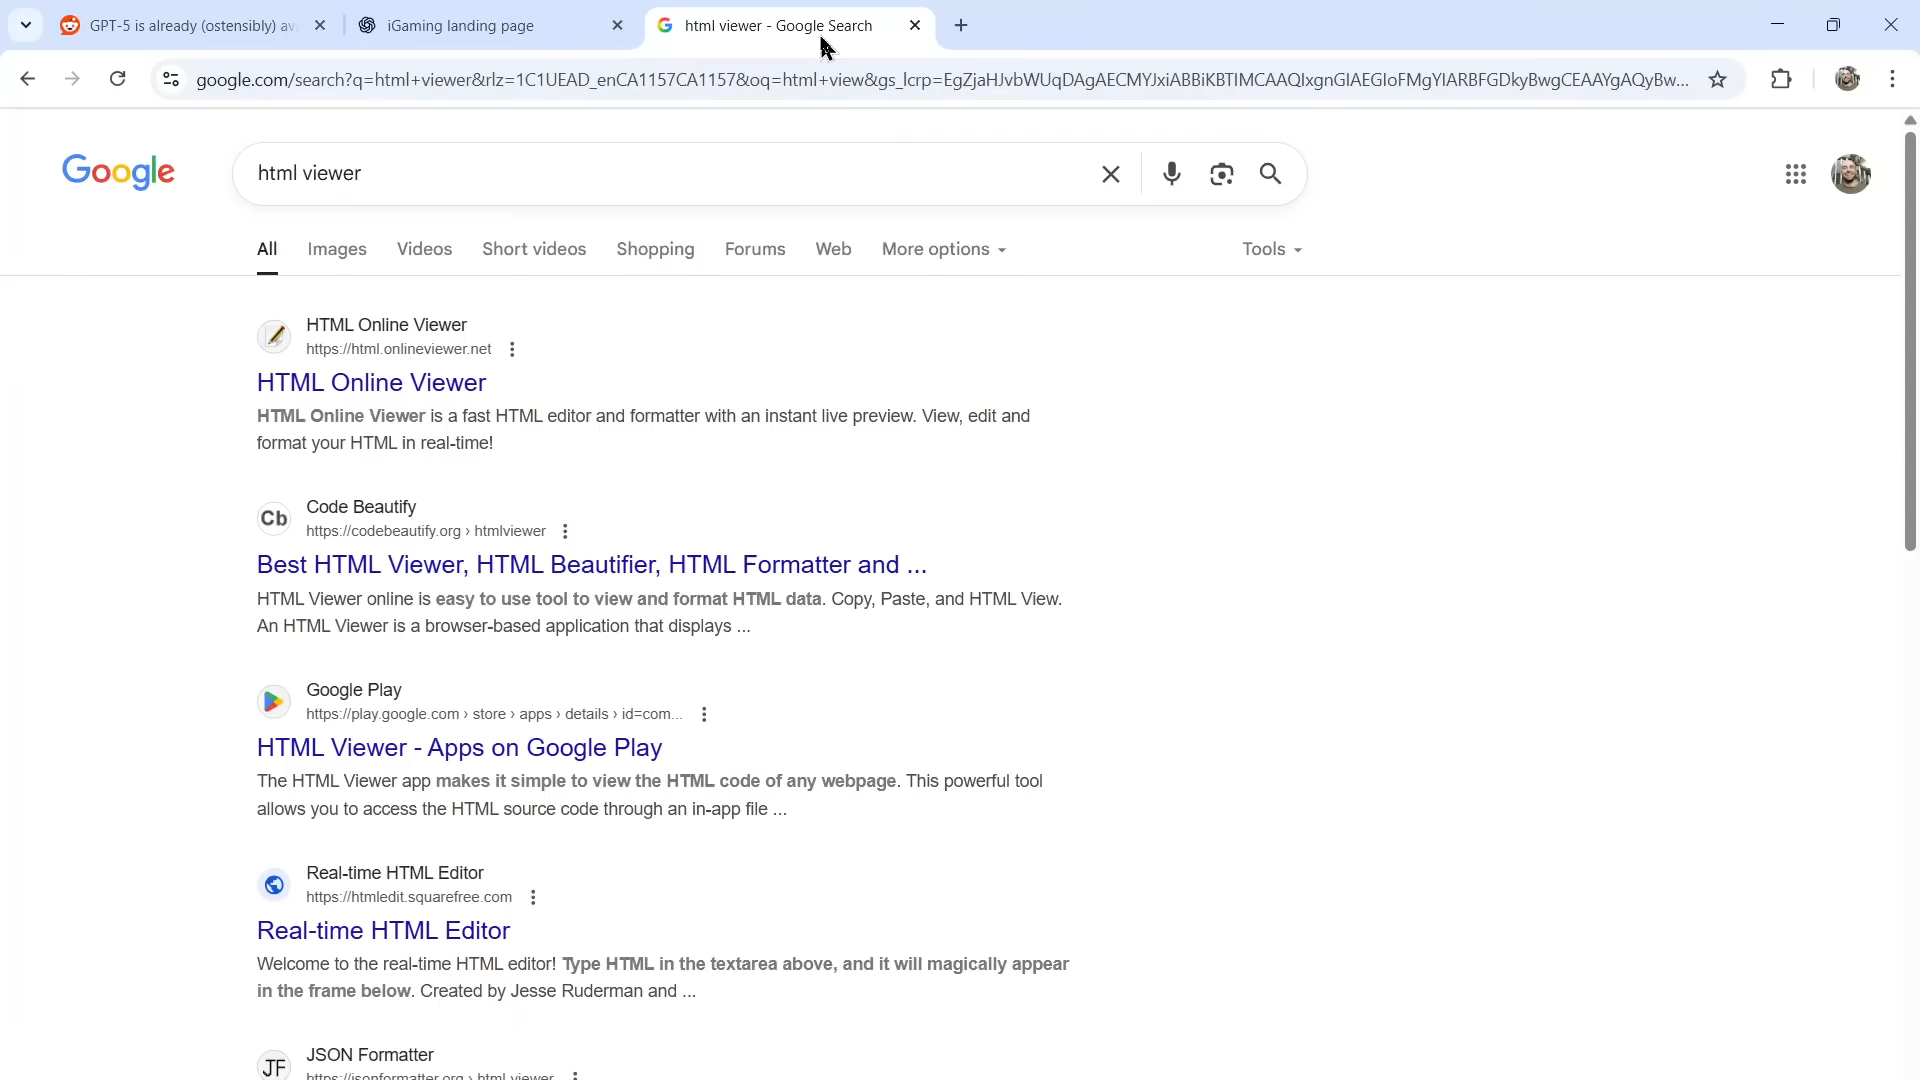 GPT-5 is already (ostensibly) av
iGaming landing page
html viewer - Google Search
google.com/search?q=html+viewer&rlz=1C1UEAD_enCA1157CA1157&oq=html+view&gs_lcrp=EgZjaHJvbWUqDAgAECMYJxiABBiKBTIMCAAQIxgnGIAEGIoFMgYIARBFGDkyBwgCEAAYgAQyBw...
Google
html viewer
All
Images
Videos
Short videos
Shopping
Forums
Web
More options
Tools
HTML Online Viewer
https://html.onlineviewer.net
HTML Online Viewer
HTML Online Viewer is a fast HTML editor and formatter with an instant live preview. View, edit and
format your HTML in real-time!
Cb
Code Beautify
https://codebeautify.org › htmlviewer
Best HTML Viewer, HTML Beautifier, HTML Formatter and ...
HTML Viewer online is easy to use tool to view and format HTML data. Copy, Paste, and HTML View.
An HTML Viewer is a browser-based application that displays ...
Google Play
https://play.google.com › store › apps › details › id=com...
HTML Viewer - Apps on Google Play
The HTML Viewer app makes it simple to view the HTML code of any webpage. This powerful tool
allows you to access the HTML source code through an in-app file ...
Real-time HTML Editor
https://htmledit.squarefree.com
Real-time HTML Editor
Welcome to the real-time HTML editor! Type HTML in the textarea above, and it will magically appear
in the frame below. Created by Jesse Ruderman and ...
JF
JSON Formatter
https://jsonformatter.org › html-viewer